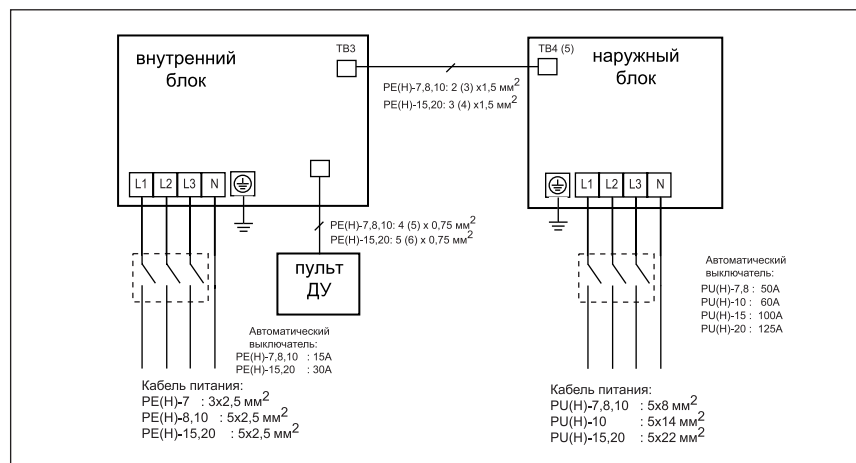 внутренний
блок
TB3
TB4 (5)
наружный
блок
PE(H)-7,8,10: 2 (3) x1,5 мм2
PE(H)-15,20: 3 (4) x1,5 мм2
L1 L2 L3 N
L1 L2 L3 N
PE(H)-7,8,10: 4 (5) x 0,75 мм2
PE(H)-15,20: 5 (6) x 0,75 мм2
пульт
ДУ
Автоматический
выключатель:
PE(H)-7,8,10 : 15A
PE(H)-15,20 : 30A
Автоматический
выключатель:
PU(H)-7,8 : 50A
PU(H)-10 : 60A
PU(H)-15 : 100A
PU(H)-20 : 125A
Кабель питания:
PE(H)-7 : 3x2,5 мм2
PE(H)-8,10 : 5x2,5 мм2
PE(H)-15,20 : 5x2,5 мм2
Кабель питания:
PU(H)-7,8,10 : 5x8 мм2
PU(H)-10 : 5x14 мм2
PU(H)-15,20 : 5x22 мм2